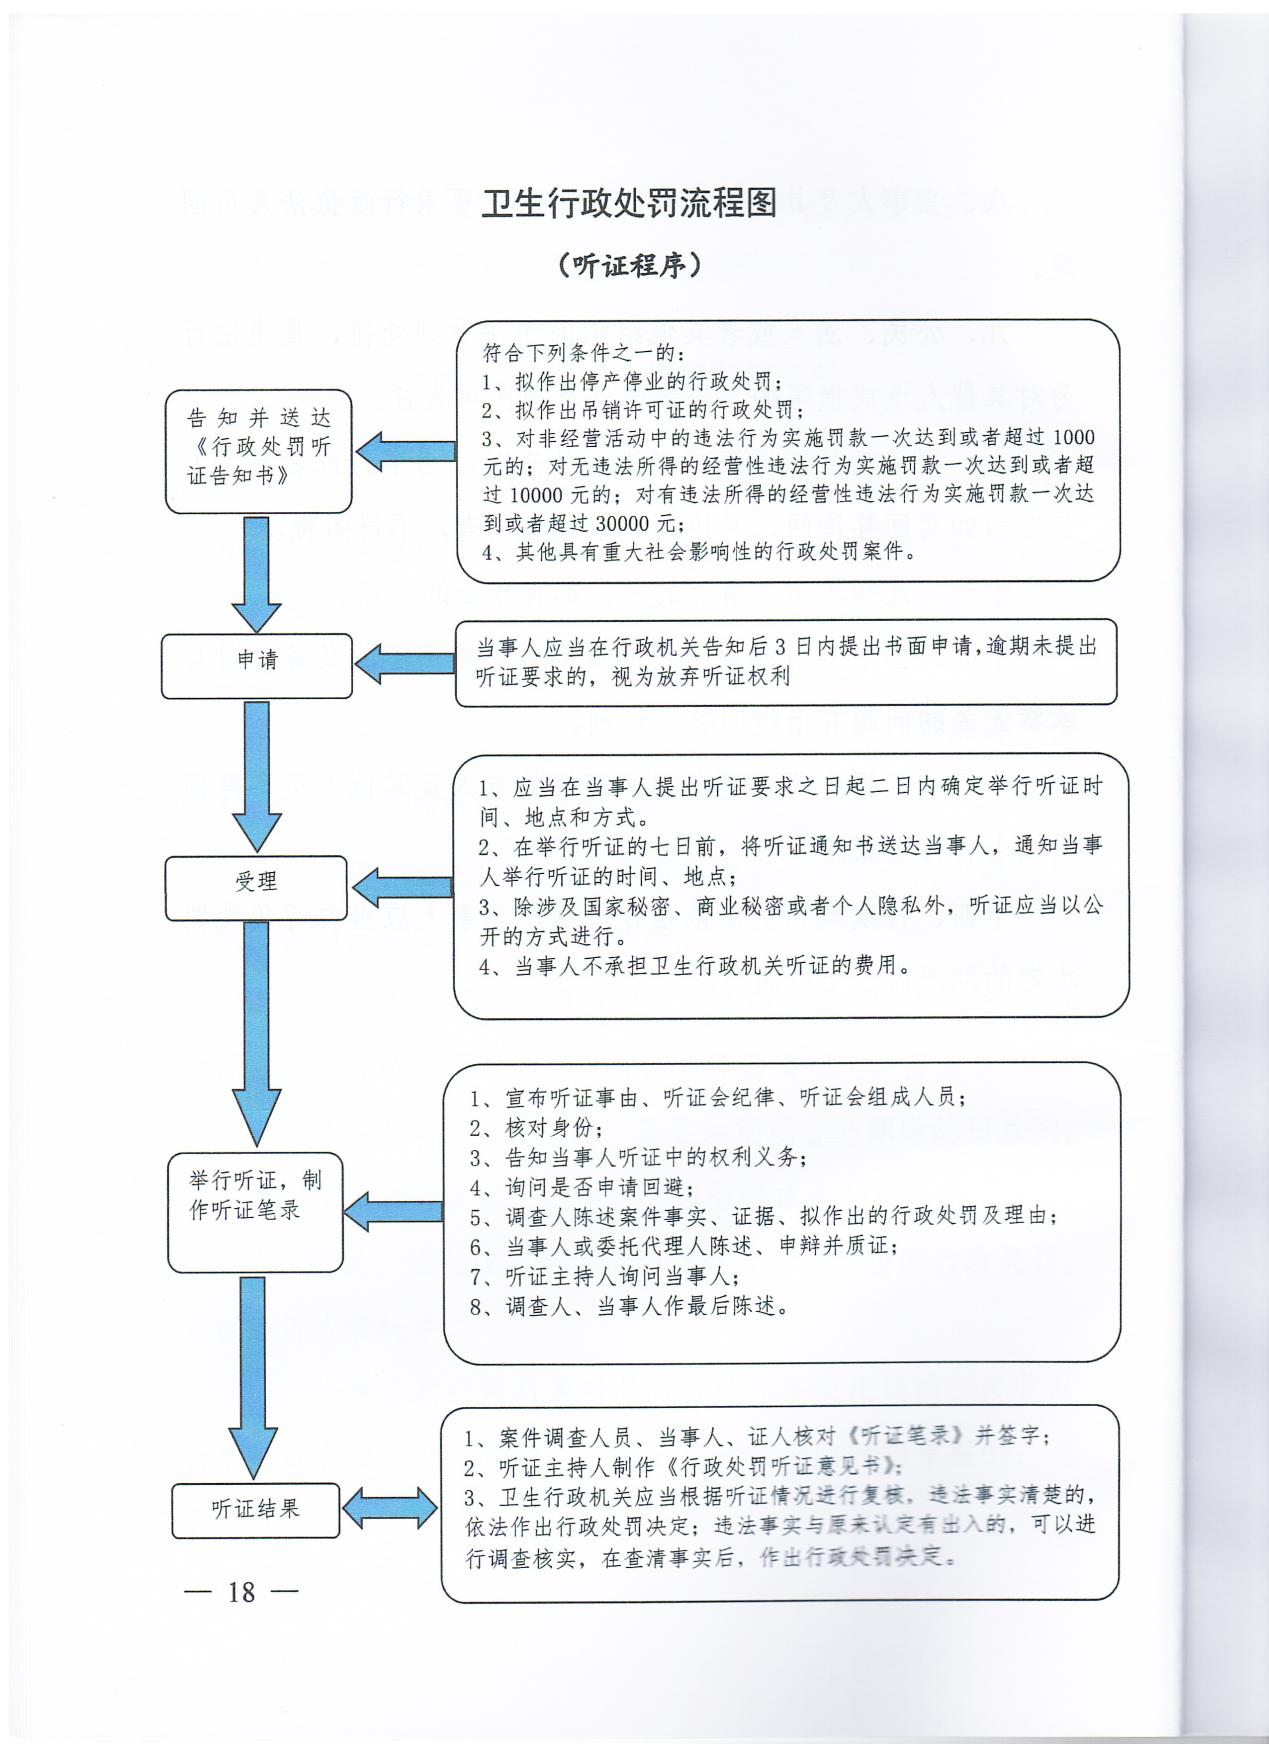 卫生行政处罚流程图
（听证程序）
符合下列条件之一的：
1、拟作出停产停业的行政处罚；
2、拟作出吊销许可证的行政处罚；
3、对非经营活动中的违法行为实施罚款一次达到或者超过 1000
元的；对无违法所得的经营性违法行为实施罚款一次达到或者超
过 10000 元的；对有违法所得的经营性违法行为实施罚款一次达
到或者超过 30000 元；
4、其他具有重大社会影响性的行政处罚案件。
告知并送达
《行政处罚听
证告知书》
申请
当事人应当在行政机关告知后 3 日内提出书面申请,逾期未提出
听证要求的，视为放弃听证权利
1、应当在当事人提出听证要求之日起二日内确定举行听证时
间、地点和方式。
2、在举行听证的七日前，将听证通知书送达当事人，通知当事
人举行听证的时间、地点；
3、除涉及国家秘密、商业秘密或者个人隐私外，听证应当以公
开的方式进行。
4、当事人不承担卫生行政机关听证的费用。
受理
1、宣布听证事由、听证会纪律、听证会组成人员；
2、核对身份；
3、告知当事人听证中的权利义务；
4、询问是否申请回避；
5、调查人陈述案件事实、证据、拟作出的行政处罚及理由；
6、当事人或委托代理人陈述、申辩并质证；
7、听证主持人询问当事人；
8、调查人、当事人作最后陈述。
举行听证，制
作听证笔录
1、案件调查人员、当事人、证人核对《听证笔录》并签字；
2、听证主持人制作《行政处罚听证意见书》；
3、卫生行政机关应当根据听证情况进行复核，违法事实清楚的，
依法作出行政处罚决定；违法事实与原来认定有出入的，可以进
行调查核实，在查清事实后，作出行政处罚决定。
听证结果
— 18 —